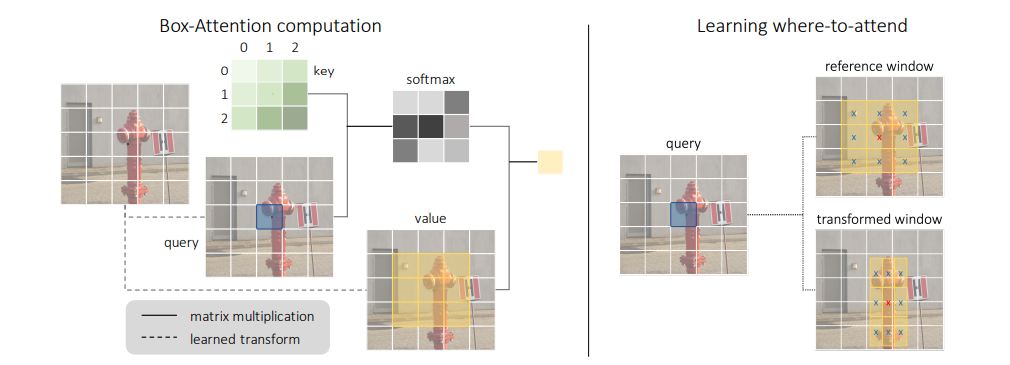 Box-Attention computation
0 1 2
0
key
1
2
softmax
query
value
matrix multiplication
learned transform
Learning where-to-attend
reference window
x x x
x x x
x x x
query
transformed window
x x x
x x x
x x x
H
H
H
H
H
H